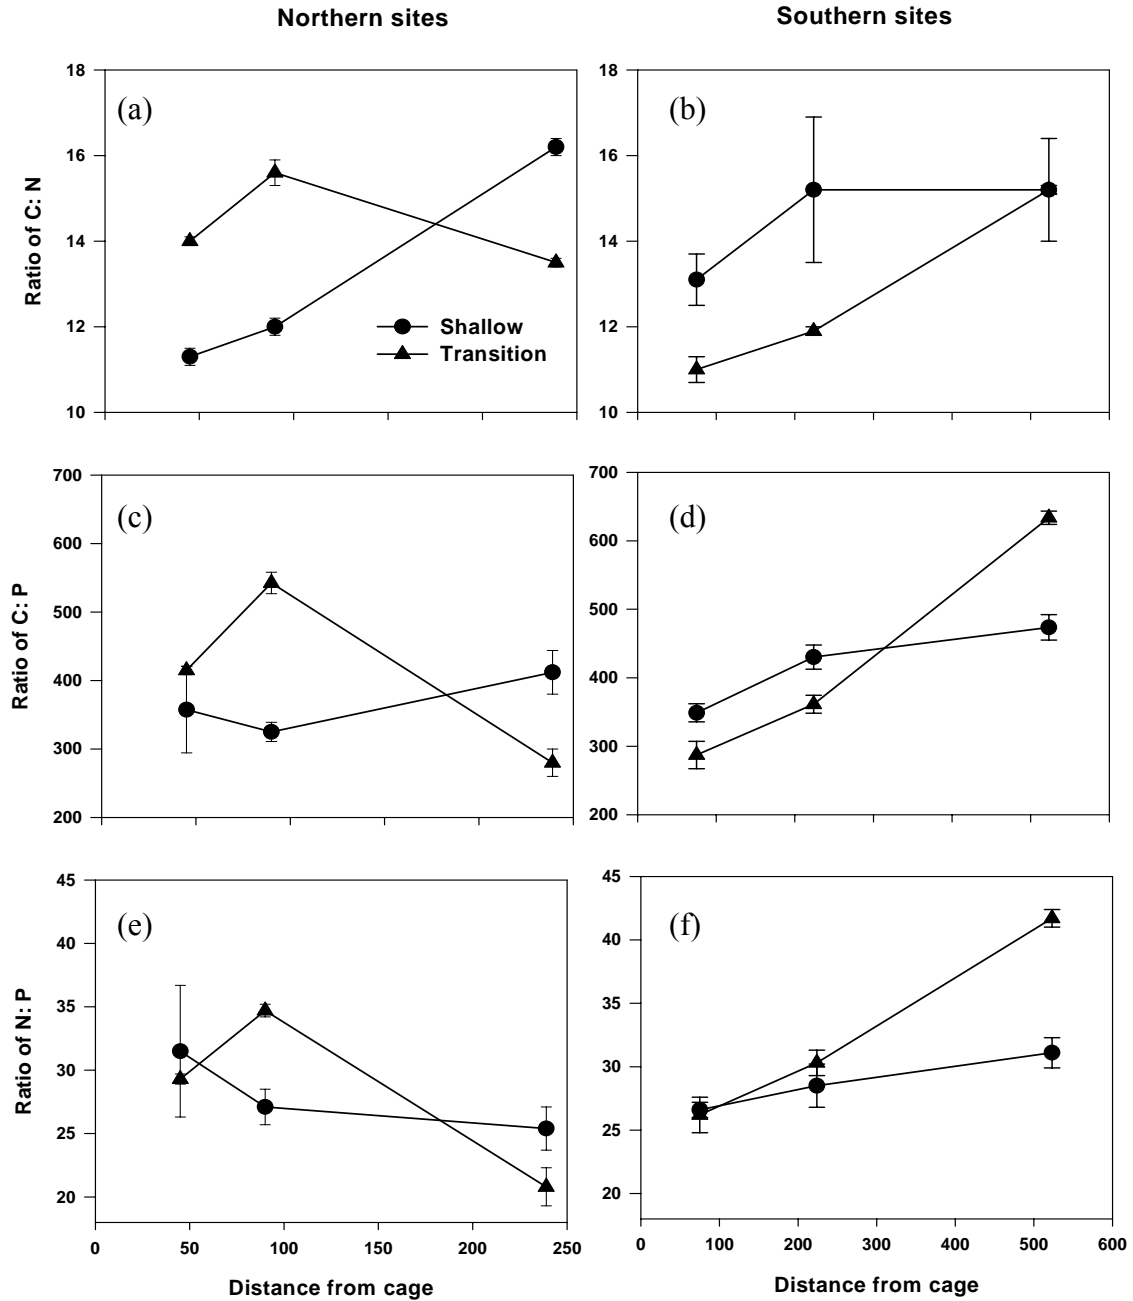 Northern sites
Southern sites
18
16
14
12
10
Ratio of C: N
(a)
Shallow
Transition
18
16
14
12
10
(b)
700
600
500
400
300
200
Ratio of C: P
(c)
700
600
500
400
300
200
(d)
45
40
35
30
25
20
Ratio of N: P
(e)
0 50 100 150 200 250
Distance from cage
45
40
35
30
25
20
(f)
0 100 200 300 400 500 600
Distance from cage